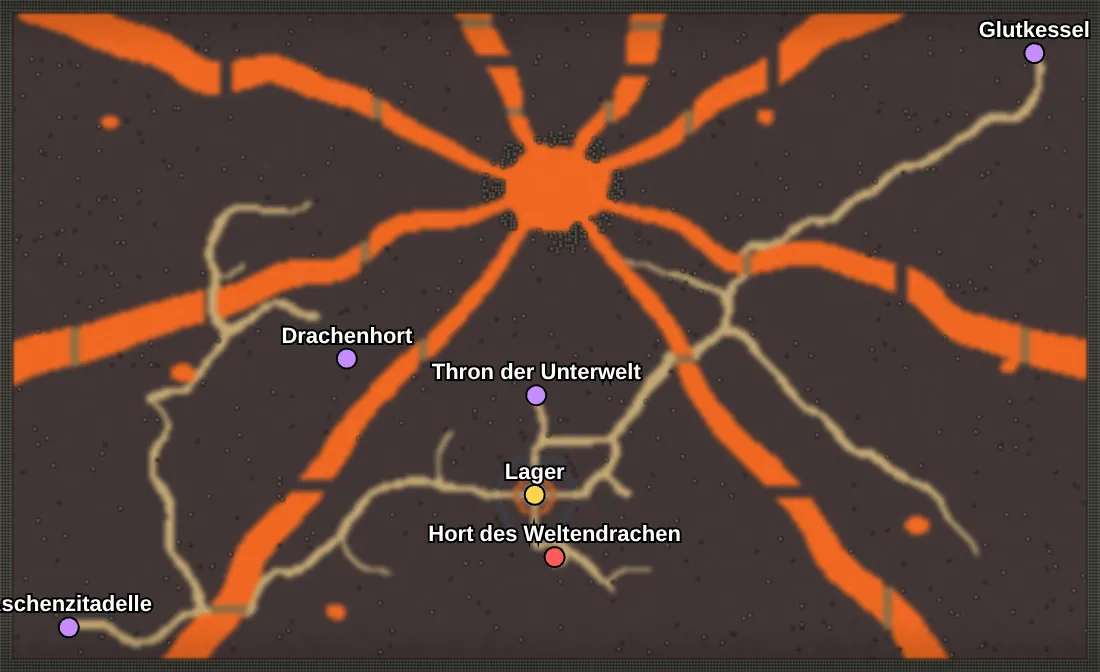 Glutkessel
Drachenhort
Thron der Unterwelt
Lager
Hort des Weltendrachen
schenzitadelle